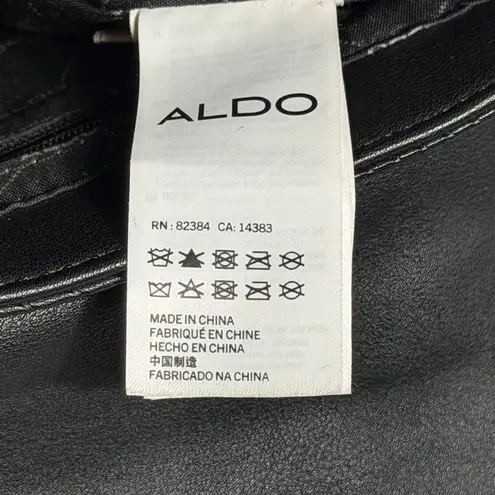 ALDO
RN: 82384 CA: 14383
MADE IN CHINA
FABRIQUÉ EN CHINE
HECHO EN CHINA
中国制造
FABRICADO NA CHINA